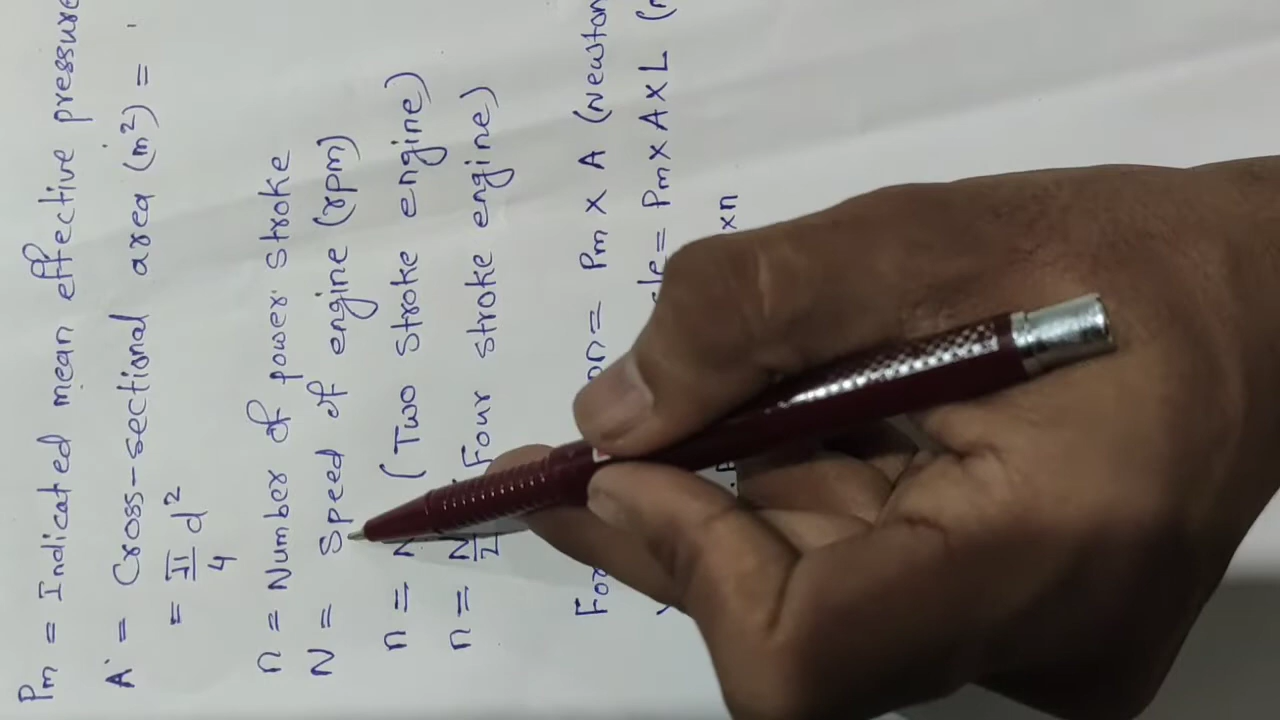 Pm = Indicated mean effective pressure
A = Cross-sectional area (m²) =
= π/4 d²
n = Number of power stroke
N = Speed of engine (rpm)
n = N (Two stroke engine)
n = N/2 Four stroke engine)
Pm x A (Newton
= Pm x A x L
xn